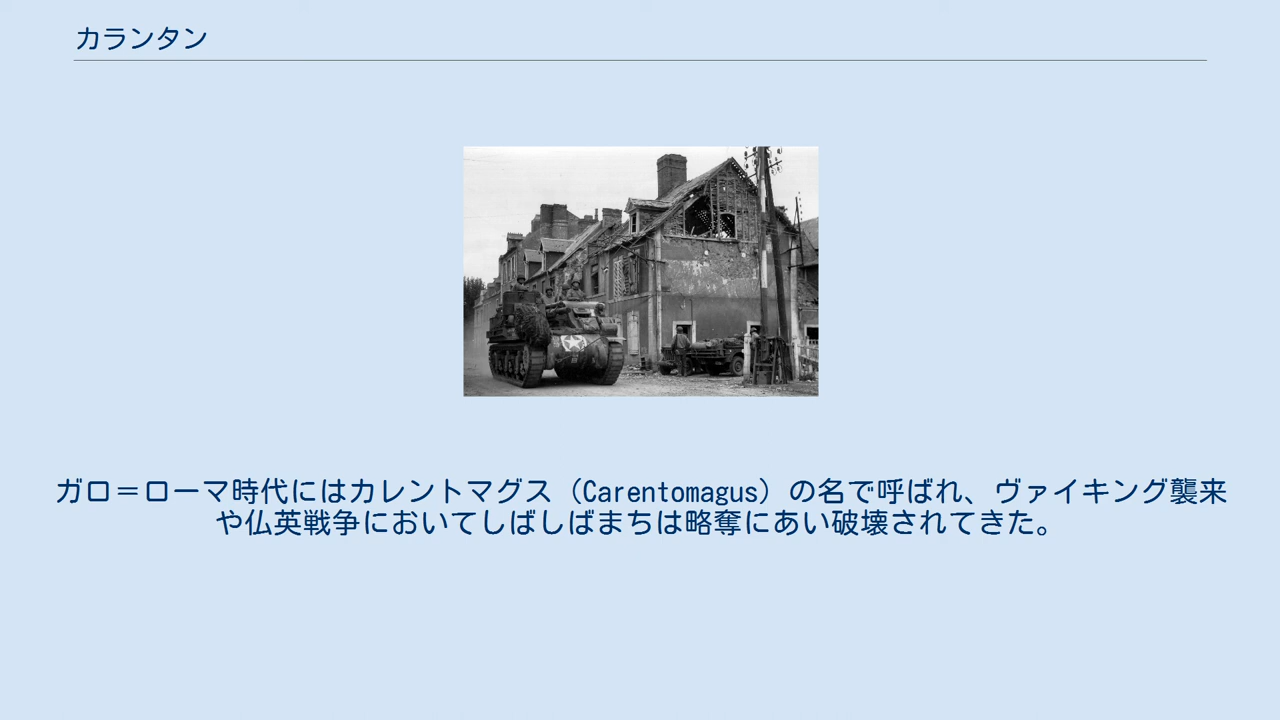 カランタン
ガロ＝ローマ時代にはカレントマグス（Carentomagus）の名で呼ばれ、ヴァイキング襲来
や仏英戦争においてしばしばまちは略奪にあい破壊されてきた。